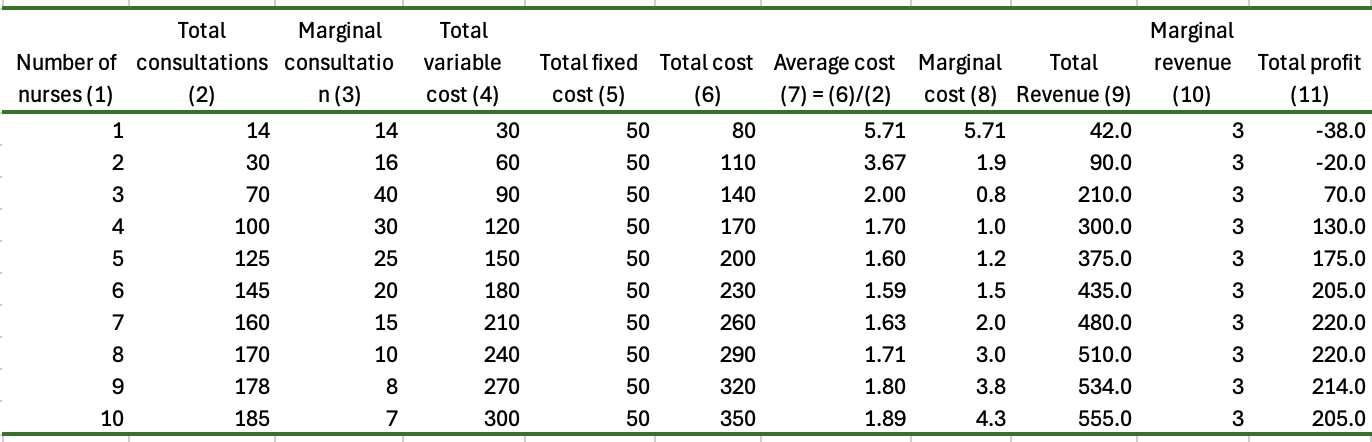 Total Marginal Total Marginal
Number of consultations consultatio variable Total fixed Total cost Average cost Marginal Total revenue Total profit
nurses (1) (2) n (3) cost (4) cost (5) (6) (7) = (6)/(2) cost (8) Revenue (9) (10) (11)
1 14 14 30 50 80 5.71 5.71 42.0 3 -38.0
2 30 16 60 50 110 3.67 1.9 90.0 3 -20.0
3 70 40 90 50 140 2.00 0.8 210.0 3 70.0
4 100 30 120 50 170 1.70 1.0 300.0 3 130.0
5 125 25 150 50 200 1.60 1.2 375.0 3 175.0
6 145 20 180 50 230 1.59 1.5 435.0 3 205.0
7 160 15 210 50 260 1.63 2.0 480.0 3 220.0
8 170 10 240 50 290 1.71 3.0 510.0 3 220.0
9 178 8 270 50 320 1.80 3.8 534.0 3 214.0
10 185 7 300 50 350 1.89 4.3 555.0 3 205.0